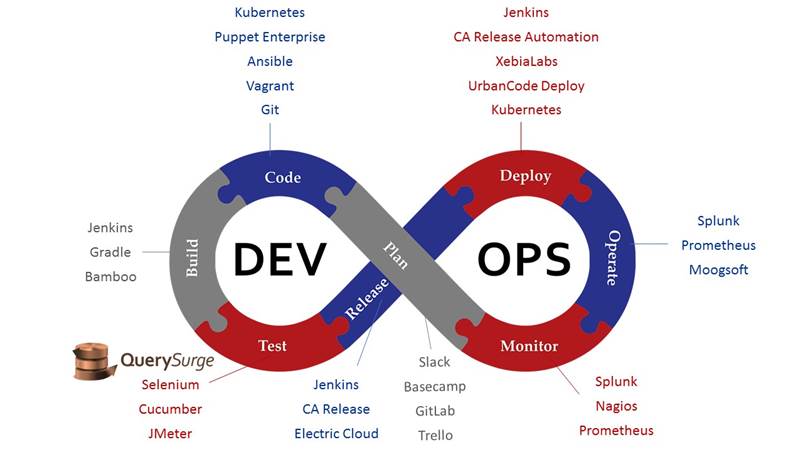 Kubernetes
Puppet Enterprise
Ansible
Vagrant
Git
Jenkins
CA Release Automation
XebiaLabs
UrbanCode Deploy
Kubernetes
Code
Deploy
Jenkins
Gradle
Bamboo
Build
DEV
Plan
OPS
Operate
Splunk
Prometheus
Moogsoft
Release
Test
Monitor
QuerySurge
Selenium
Cucumber
JMeter
Jenkins
CA Release
Electric Cloud
Slack
Basecamp
GitLab
Trello
Splunk
Nagios
Prometheus